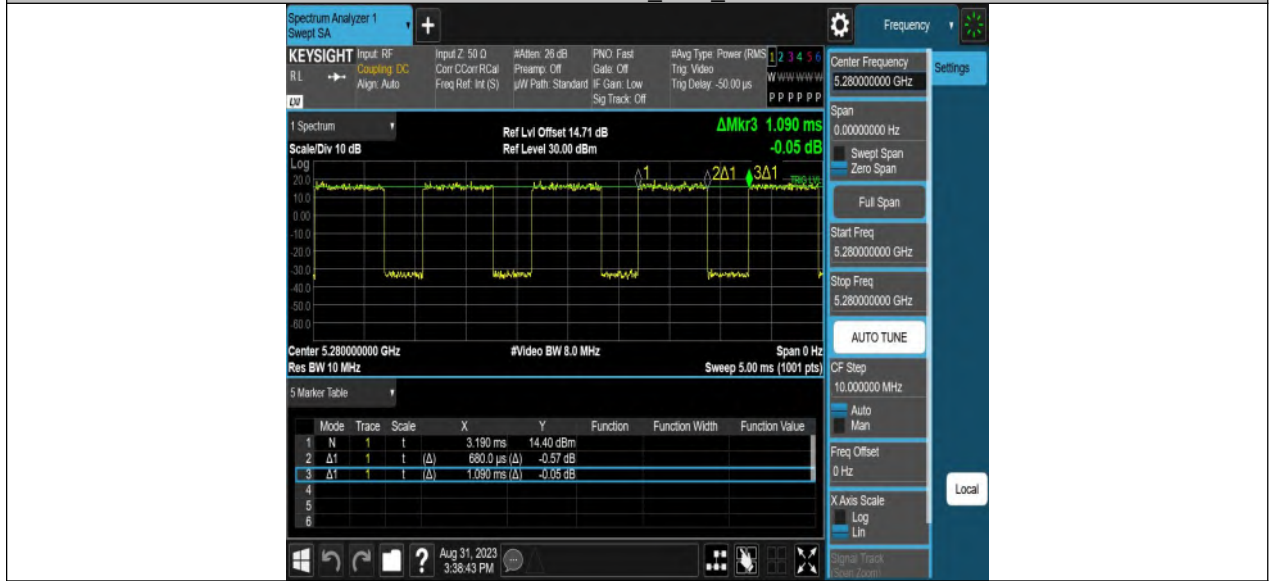 Spectrum Analyzer 1
Swept SA
+
Frequency
KEYSIGHT
RL
LXI
Input: RF
Coupling: DC
Align: Auto
Input Z: 50 Ω
Corr CCorr RCal
Freq Ref: Int (S)
#Atten: 26 dB
Preamp: Off
µW Path: Standard
PNO: Fast
Gate: Off
IF Gain: Low
Sig Track: Off
#Avg Type: Power (RMS
Trig: Video
Trig Delay: -50.00 µs
1 2 3 4 5 6
W W W W W W
P P P P P P
1 Spectrum
Scale/Div 10 dB
Ref Lvl Offset 14.71 dB
Ref Level 30.00 dBm
ΔMkr3 1.090 ms
-0.05 dB
Log
20.0
10.0
0.00
-10.0
-20.0
-30.0
-40.0
-50.0
-60.0
1
2Δ1
3Δ1
TRIG LVL
Center 5.280000000 GHz
#Video BW 8.0 MHz
Span 0 Hz
Res BW 10 MHz
Sweep 5.00 ms (1001 pts)
5 Marker Table
Mode Trace Scale X Y Function Function Width Function Value
1 N 1 t 3.190 ms 14.40 dBm
2 Δ1 1 t (Δ) 680.0 µs (Δ) -0.57 dB
3 Δ1 1 t (Δ) 1.090 ms (Δ) -0.05 dB
4
5
6
?
Aug 31, 2023
3:38:43 PM
Center Frequency
5.280000000 GHz
Settings
Span
0.00000000 Hz
Swept Span
Zero Span
Full Span
Start Freq
5.280000000 GHz
Stop Freq
5.280000000 GHz
AUTO TUNE
CF Step
10.000000 MHz
Auto
Man
Freq Offset
0 Hz
X Axis Scale
Log
Lin
Signal Track
(Span Zoom)
Local